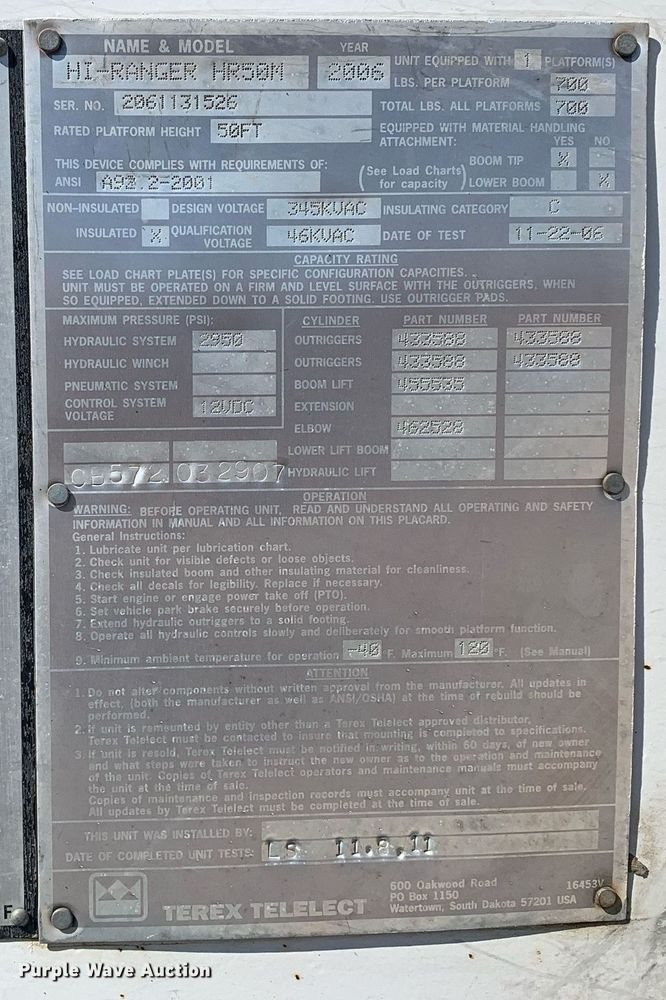 NAME & MODEL YEAR
HI-RANGER HR50M 2006
UNIT EQUIPPED WITH 1 PLATFORM(S)
LBS. PER PLATFORM 700
SER. NO. 2061131526
TOTAL LBS. ALL PLATFORMS 700
RATED PLATFORM HEIGHT 50FT
EQUIPPED WITH MATERIAL HANDLING
ATTACHMENT: YES NO
THIS DEVICE COMPLIES WITH REQUIREMENTS OF:
BOOM TIP X
ANSI A92.2-2001
(See Load Charts for capacity)
LOWER BOOM X
NON-INSULATED DESIGN VOLTAGE 345KVAC INSULATING CATEGORY C
INSULATED X QUALIFICATION VOLTAGE 46KVAC DATE OF TEST 11-22-06
CAPACITY RATING
SEE LOAD CHART PLATE(S) FOR SPECIFIC CONFIGURATION CAPACITIES.
UNIT MUST BE OPERATED ON A FIRM AND LEVEL SURFACE WITH THE OUTRIGGERS, WHEN
SO EQUIPPED, EXTENDED DOWN TO A SOLID FOOTING. USE OUTRIGGER PADS.
MAXIMUM PRESSURE (PSI):
HYDRAULIC SYSTEM 2950
HYDRAULIC WINCH
PNEUMATIC SYSTEM
CONTROL SYSTEM
VOLTAGE 12VDC
CB572 032907
CYLINDER PART NUMBER PART NUMBER
OUTRIGGERS 433588 433588
OUTRIGGERS 433588 433588
BOOM LIFT 455635
EXTENSION
ELBOW 462528
LOWER LIFT BOOM
HYDRAULIC LIFT
OPERATION
WARNING: BEFORE OPERATING UNIT, READ AND UNDERSTAND ALL OPERATING AND SAFETY
INFORMATION IN MANUAL AND ALL INFORMATION ON THIS PLACARD.
General Instructions:
1. Lubricate unit per lubrication chart.
2. Check unit for visible defects or loose objects.
3. Check insulated boom and other insulating material for cleanliness.
4. Check all decals for legibility. Replace if necessary.
5. Start engine or engage power take off (PTO).
6. Set vehicle park brake securely before operation.
7. Extend hydraulic outriggers to a solid footing.
8. Operate all hydraulic controls slowly and deliberately for smooth platform function.
9. Minimum ambient temperature for operation -40 F. Maximum 120 °F. (See Manual)
ATTENTION
1. Do not alter components without written approval from the manufacturer. All updates in
effect, (both the manufacturer as well as ANSI/OSHA) at the time of rebuild should be
performed.
2. If unit is remounted by entity other than a Terex Telelect approved distributor,
Terex Telelect must be contacted to insure that mounting is completed to specifications.
3. If unit is resold, Terex Telelect must be notified in writing, within 60 days, of new owner
and what steps were taken to instruct the new owner as to the operation and maintenance
of the unit. Copies of Terex Telelect operators and maintenance manuals must accompany
the unit at the time of sale.
Copies of maintenance and inspection records must accompany unit at the time of sale.
All updates by Terex Telelect must be completed at the time of sale.
THIS UNIT WAS INSTALLED BY:
DATE OF COMPLETED UNIT TESTS: LS 11.8.11
TEREX TELELECT
600 Oakwood Road
PO Box 1150
Watertown, South Dakota 57201 USA
16453V
F
Purple Wave Auction